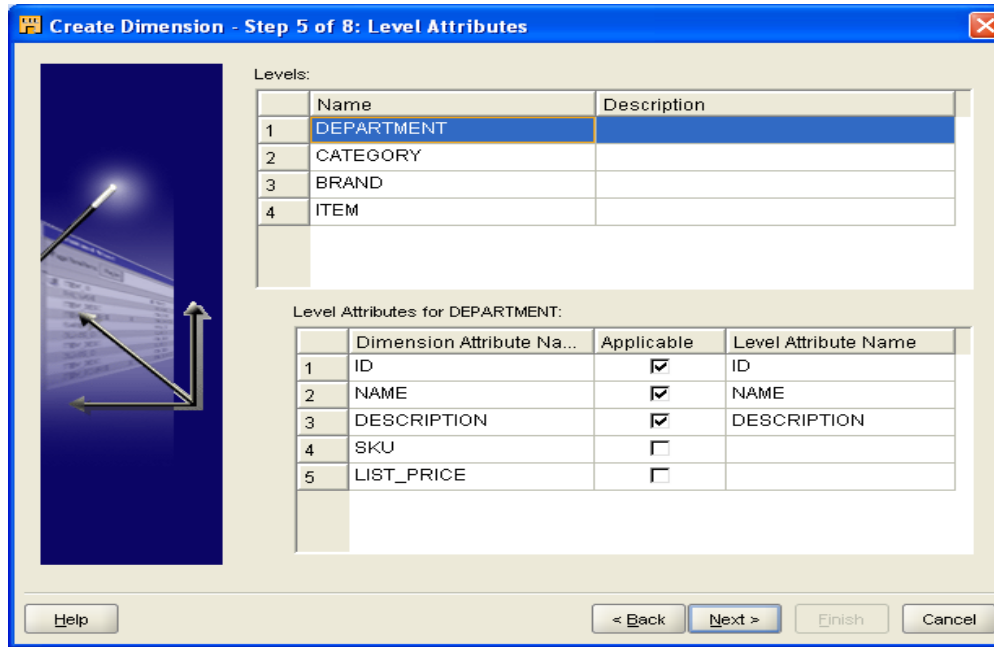 Create Dimension - Step 5 of 8: Level Attributes
Levels:
Name Description
1 DEPARTMENT
2 CATEGORY
3 BRAND
4 ITEM
Level Attributes for DEPARTMENT:
Dimension Attribute Na... Applicable Level Attribute Name
1 ID ID
2 NAME NAME
3 DESCRIPTION DESCRIPTION
4 SKU
5 LIST_PRICE
Help < Back Next > Finish Cancel